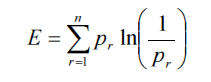 E = \sum_{r=1}^{n} p_r \ln\left(\frac{1}{p_r}\right)